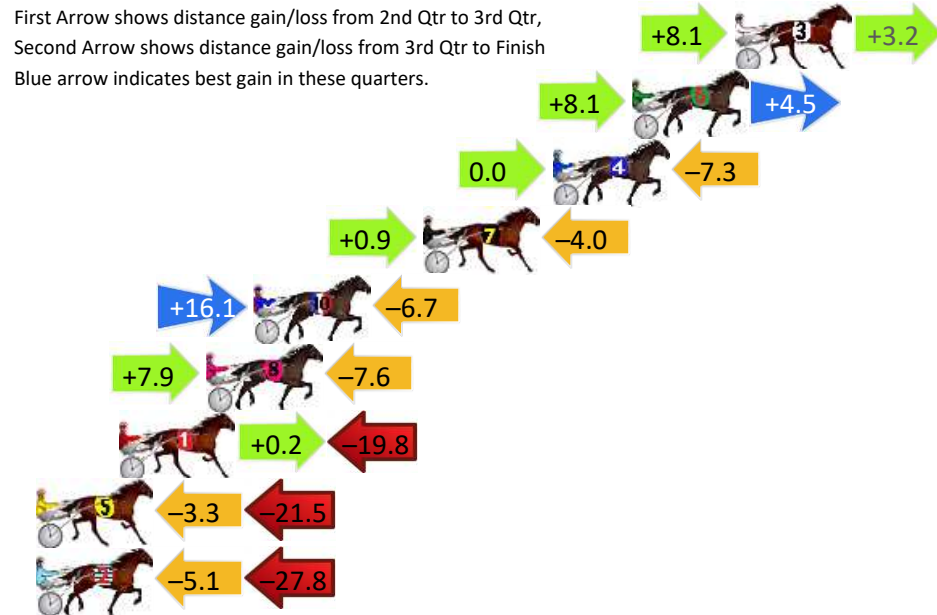 First Arrow shows distance gain/loss from 2nd Qtr to 3rd Qtr,
Second Arrow shows distance gain/loss from 3rd Qtr to Finish
Blue arrow indicates best gain in these quarters.
+8.1 3 +3.2
+8.1 6 +4.5
0.0 4 –7.3
+0.9 7 –4.0
+16.1 10 –6.7
+7.9 8 –7.6
1 +0.2 –19.8
5 –3.3 –21.5
–5.1 –27.8